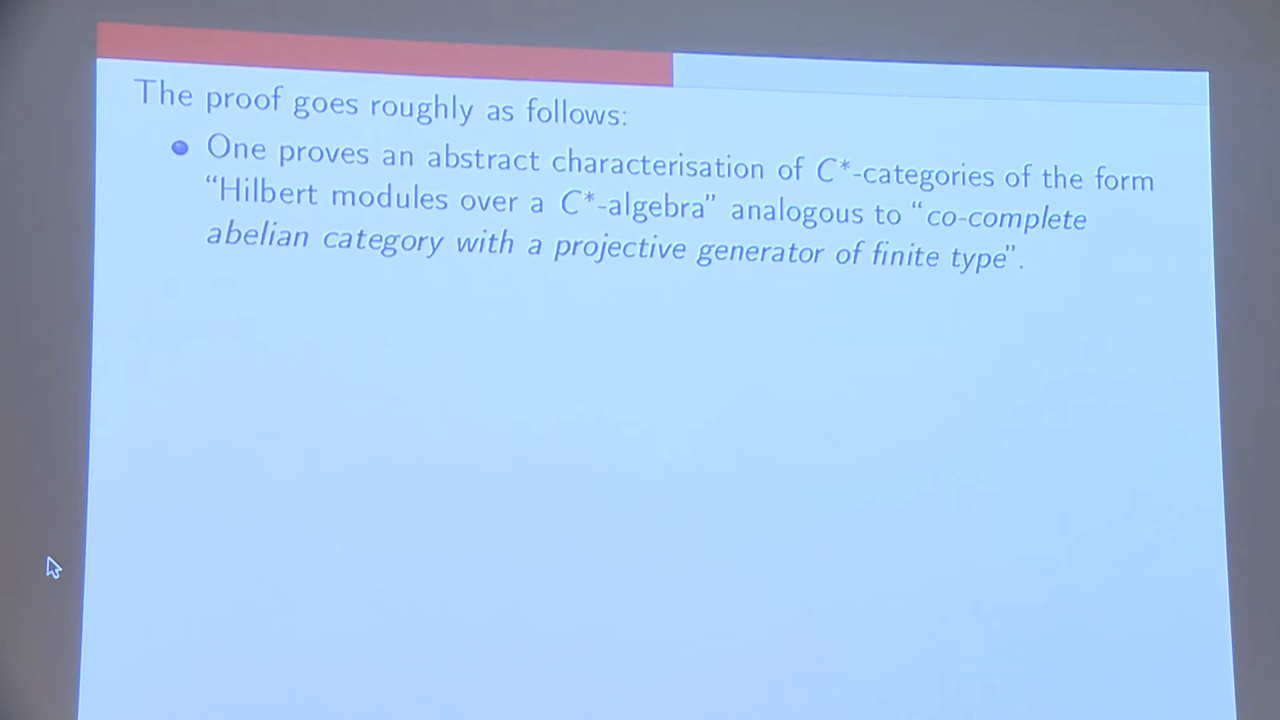 The proof goes roughly as follows:
One proves an abstract characterisation of C*-categories of the form
“Hilbert modules over a C*-algebra” analogous to “co-complete
abelian category with a projective generator of finite type”.